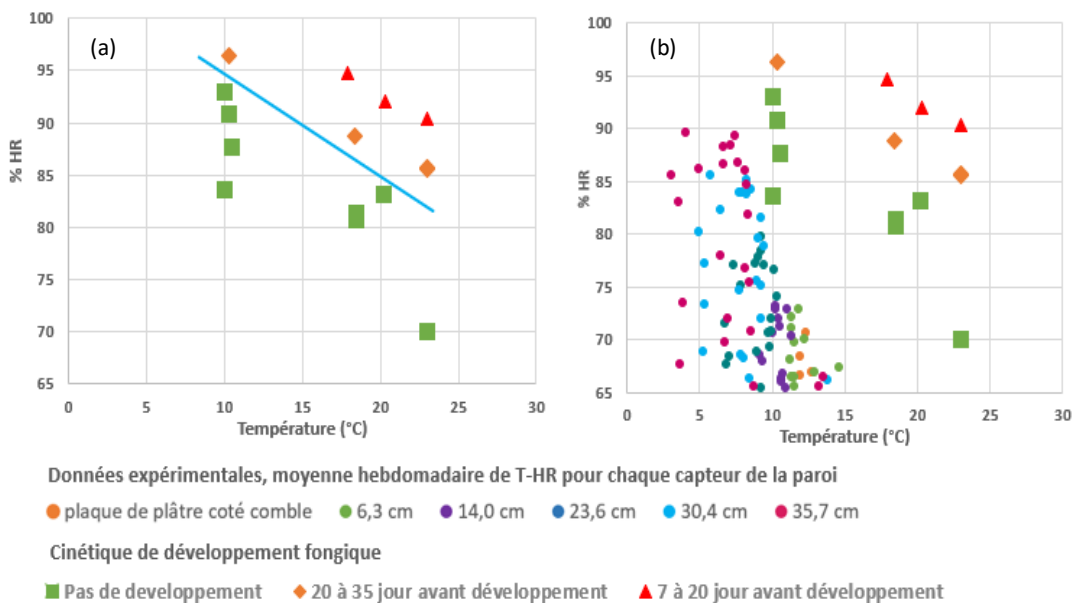 (a)
% HR
100
95
90
85
80
75
70
65
0 5 10 15 20 25 30
Température (°C)
(b)
% HR
100
95
90
85
80
75
70
65
0 5 10 15 20 25 30
Température (°C)
Données expérimentales, moyenne hebdomadaire de T-HR pour chaque capteur de la paroi
plaque de plâtre coté comble 6,3 cm 14,0 cm 23,6 cm 30,4 cm 35,7 cm
Cinétique de développement fongique
Pas de developpement 20 à 35 jour avant développement 7 à 20 jour avant développement